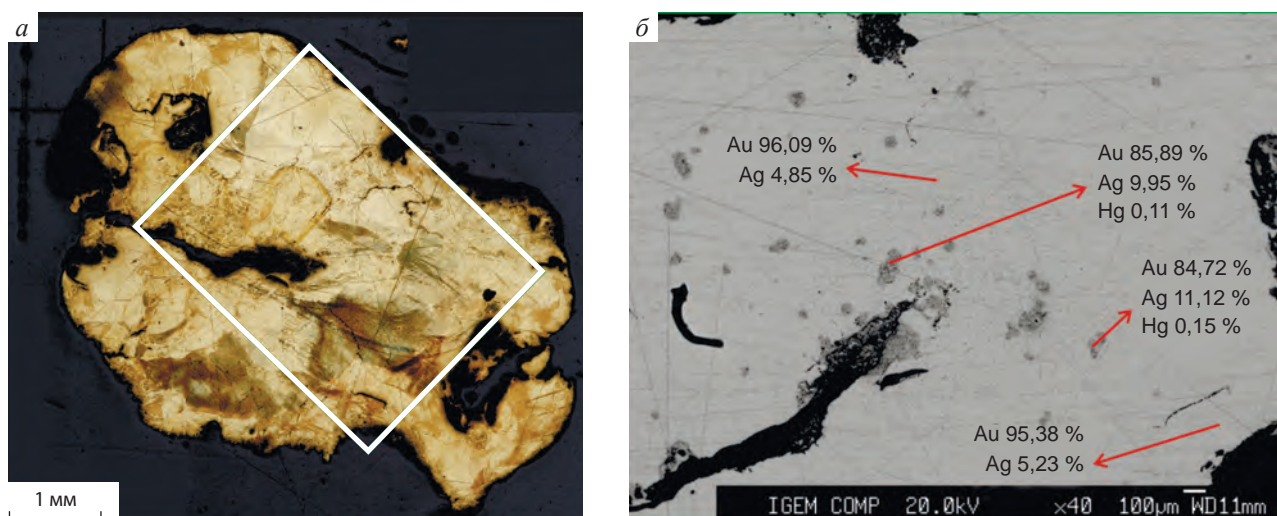 а
1 мм
б
Au 96,09 %
Ag 4,85 %
Au 85,89 %
Ag 9,95 %
Hg 0,11 %
Au 84,72 %
Ag 11,12 %
Hg 0,15 %
Au 95,38 %
Ag 5,23 %
IGEM COMP 20.0kV ×40 100µm WD11mm